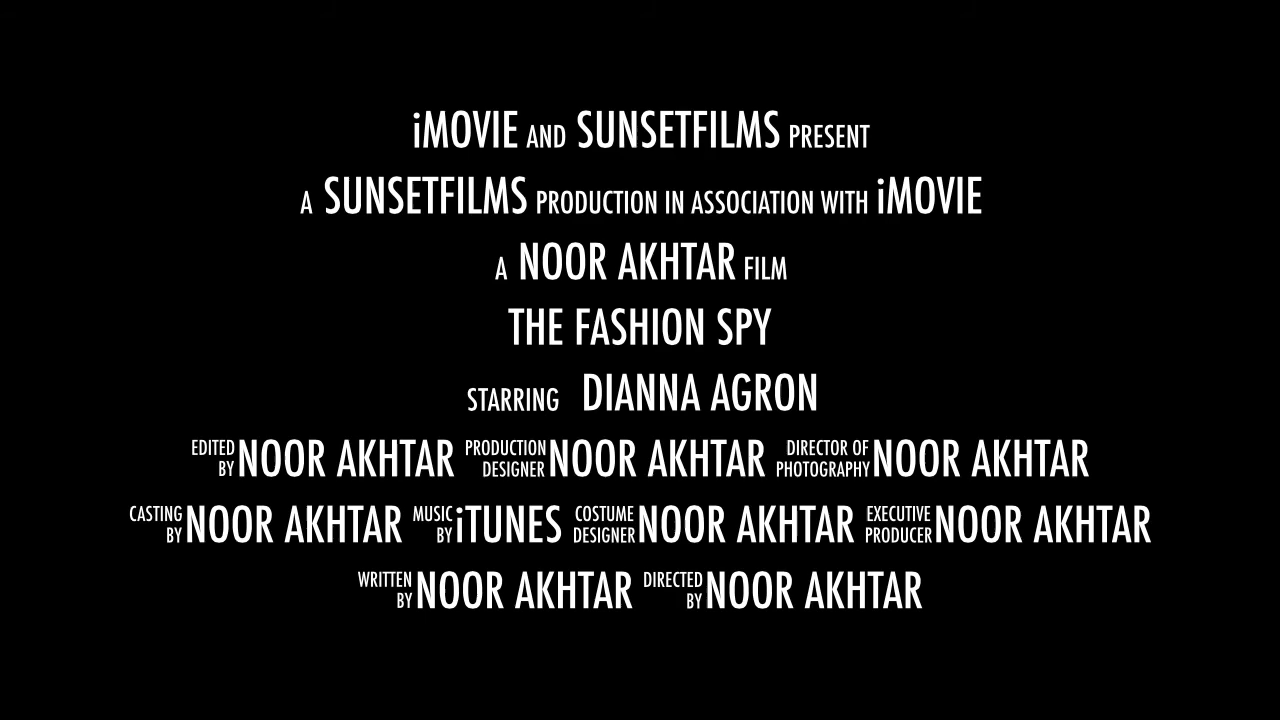 iMOVIE AND SUNSETFILMS PRESENT
A SUNSETFILMS PRODUCTION IN ASSOCIATION WITH iMOVIE
A NOOR AKHTAR FILM
THE FASHION SPY
STARRING DIANNA AGRON
EDITED BY NOOR AKHTAR PRODUCTION DESIGNER NOOR AKHTAR DIRECTOR OF PHOTOGRAPHY NOOR AKHTAR
CASTING BY NOOR AKHTAR MUSIC BY iTUNES COSTUME DESIGNER NOOR AKHTAR EXECUTIVE PRODUCER NOOR AKHTAR
WRITTEN BY NOOR AKHTAR DIRECTED BY NOOR AKHTAR